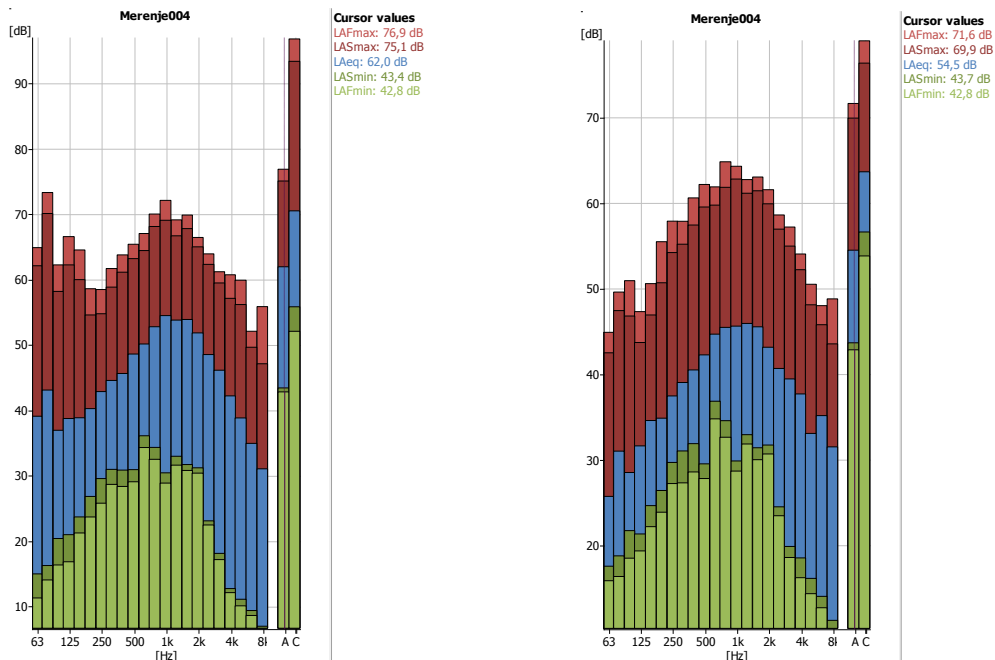 Merenje004
[dB]
90
80
70
60
50
40
30
20
10
63 125 250 500 1k 2k 4k 8k A C
[Hz]
Cursor values
LAFmax: 76,9 dB
LASmax: 75,1 dB
LAeq: 62,0 dB
LASmin: 43,4 dB
LAFmin: 42,8 dB
Merenje004
[dB]
70
60
50
40
30
20
63 125 250 500 1k 2k 4k 8k A C
[Hz]
Cursor values
LAFmax: 71,6 dB
LASmax: 69,9 dB
LAeq: 54,5 dB
LASmin: 43,7 dB
LAFmin: 42,8 dB